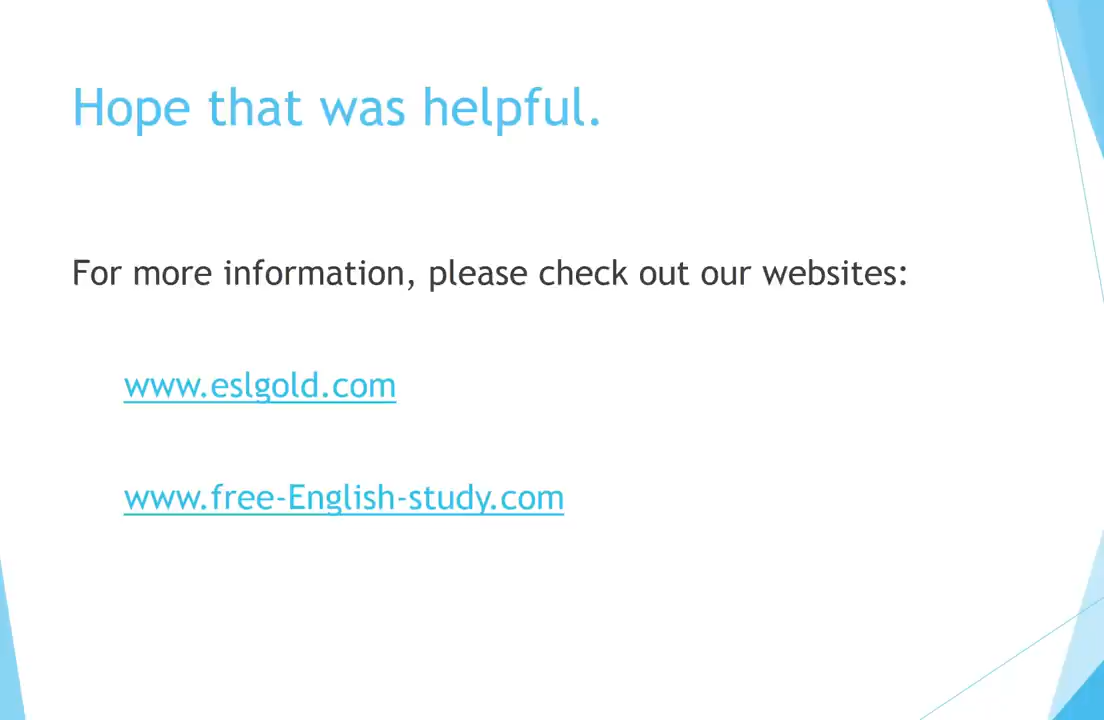 Hope that was helpful.
For more information, please check out our websites:
www.eslgold.com
www.free-English-study.com